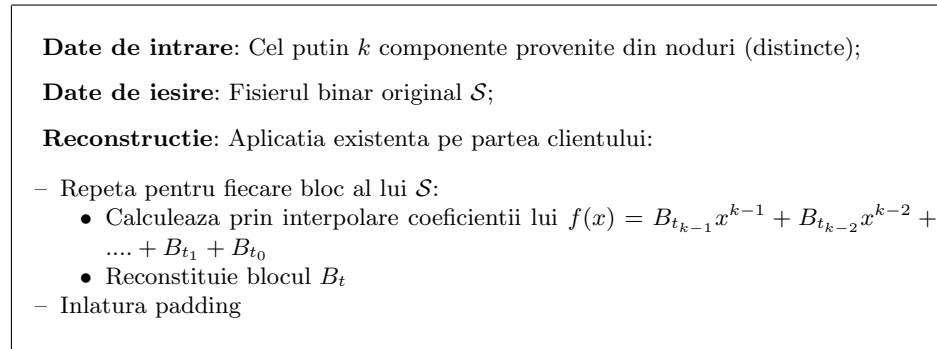 Date de intrare: Cel putin k componente provenite din noduri (distincte);
Date de iesire: Fisierul binar original 𝒮;
Reconstructie: Aplicatia existenta pe partea clientului:
– Repeta pentru fiecare bloc al lui 𝒮:
• Calculeaza prin interpolare coeficientii lui f(x) = B_{t_{k−1}} x^{k−1} + B_{t_{k−2}} x^{k−2} +
.... + B_{t_1} + B_{t_0}
• Reconstituie blocul B_t
– Inlatura padding